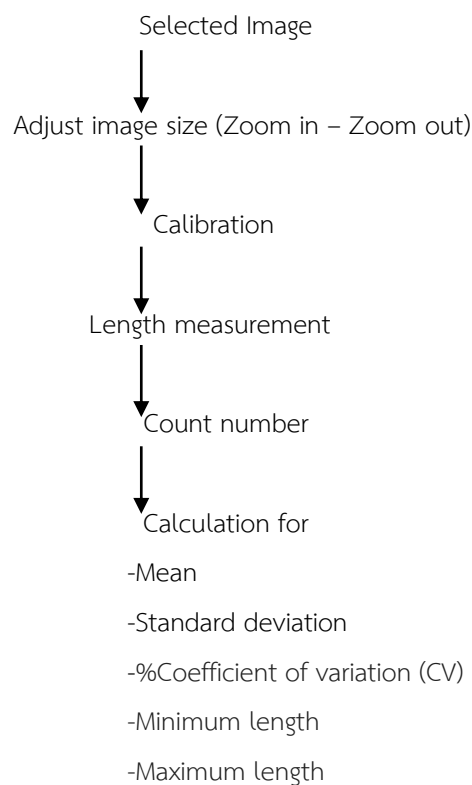 Selected Image
Adjust image size (Zoom in – Zoom out)
Calibration
Length measurement
Count number
Calculation for
-Mean
-Standard deviation
-%Coefficient of variation (CV)
-Minimum length
-Maximum length